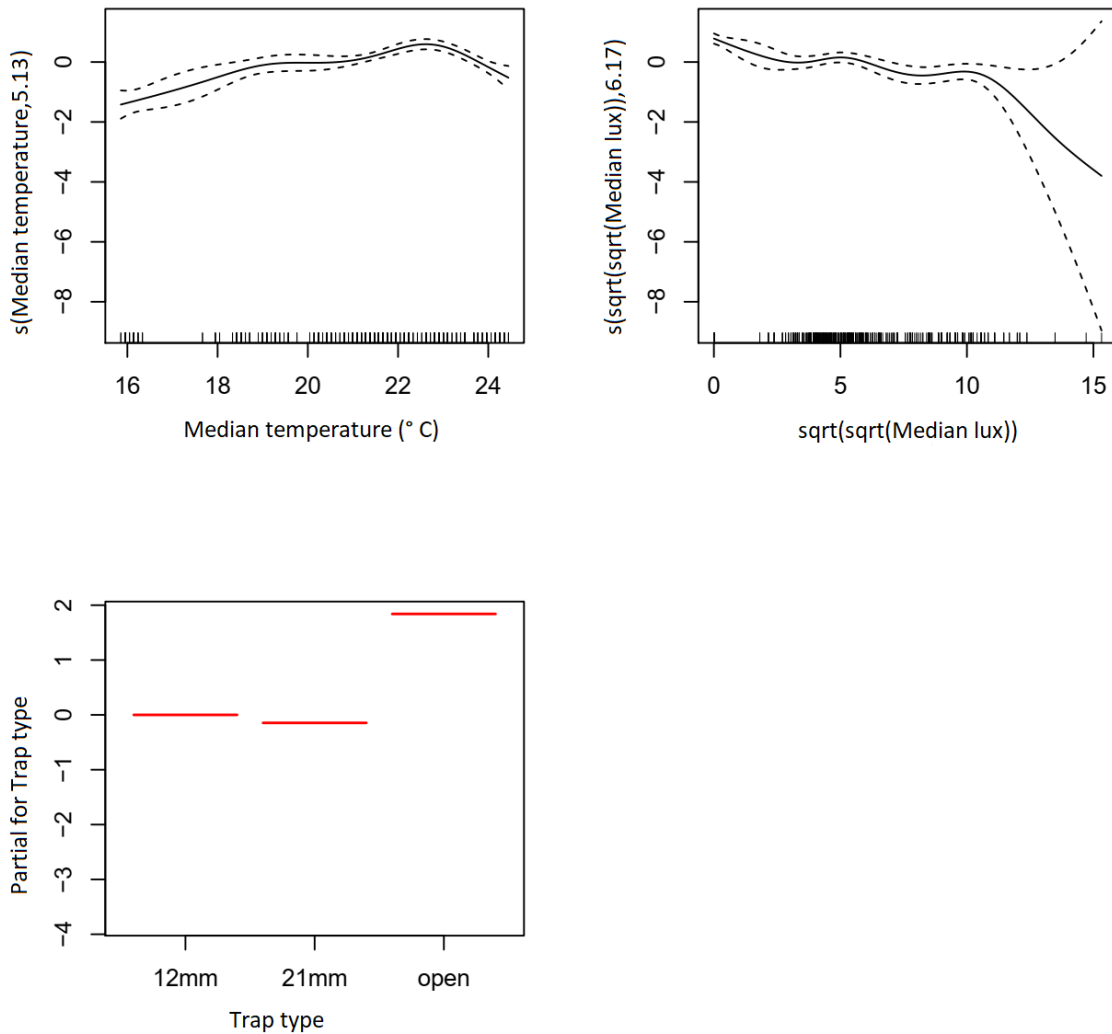 s(Median temperature,5.13)
0
−2
−4
−6
−8
16 18 20 22 24
Median temperature (° C)
s(sqrt(sqrt(Median lux)),6.17)
0
−2
−4
−6
−8
0 5 10 15
sqrt(sqrt(Median lux))
Partial for Trap type
2
1
0
−1
−2
−3
−4
12mm 21mm open
Trap type